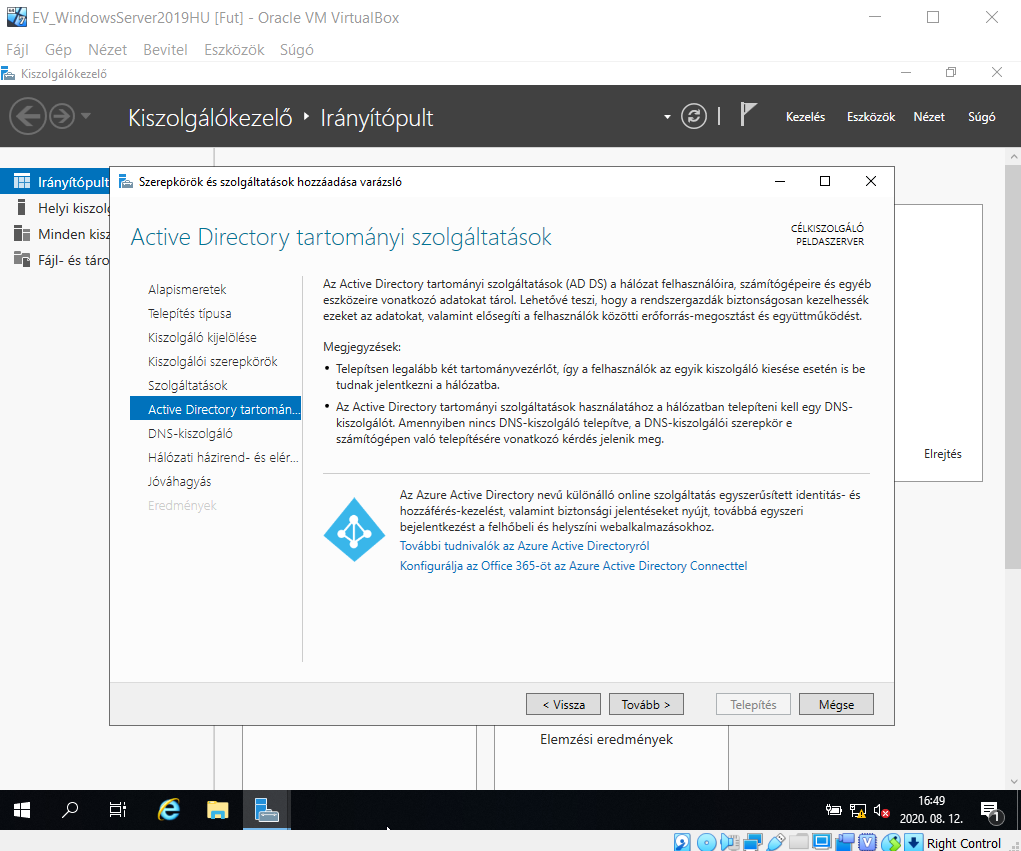 EV_WindowsServer2019HU [Fut] - Oracle VM VirtualBox
Fájl Gép Nézet Bevitel Eszközök Súgó
Kiszolgálókezelő
Kiszolgálókezelő Irányítópult
Kezelés Eszközök Nézet Súgó
Irányítópult
Helyi kiszolg
Minden kisz
Fájl- és táro
Szerepkörök és szolgáltatások hozzáadása varázsló
Active Directory tartományi szolgáltatások
CÉLKISZOLGÁLÓ
PELDASZERVER
Alapismeretek
Telepítés típusa
Kiszolgáló kijelölése
Kiszolgálói szerepkörök
Szolgáltatások
Active Directory tartomán...
DNS-kiszolgáló
Hálózati házirend- és elér...
Jóváhagyás
Eredmények
Az Active Directory tartományi szolgáltatások (AD DS) a hálózat felhasználóira, számítógépeire és egyéb
eszközeire vonatkozó adatokat tárol. Lehetővé teszi, hogy a rendszergazdák biztonságosan kezelhessék
ezeket az adatokat, valamint elősegíti a felhasználók közötti erőforrás-megosztást és együttműködést.
Megjegyzések:
• Telepítsen legalább két tartományvezérlőt, így a felhasználók az egyik kiszolgáló kiesése esetén is be
tudnak jelentkezni a hálózatba.
• Az Active Directory tartományi szolgáltatások használatához a hálózatban telepíteni kell egy DNS-
kiszolgálót. Amennyiben nincs DNS-kiszolgáló telepítve, a DNS-kiszolgálói szerepkör e
számítógépen való telepítésére vonatkozó kérdés jelenik meg.
Az Azure Active Directory nevű különálló online szolgáltatás egyszerűsített identitás- és
hozzáférés-kezelést, valamint biztonsági jelentéseket nyújt, továbbá egyszeri
bejelentkezést a felhőbeli és helyszíni webalkalmazásokhoz.
További tudnivalók az Azure Active Directoryról
Konfigurálja az Office 365-öt az Azure Active Directory Connecttel
Elrejtés
< Vissza Tovább > Telepítés Mégse
Elemzési eredmények
16:49
2020. 08. 12.
1
Right Control